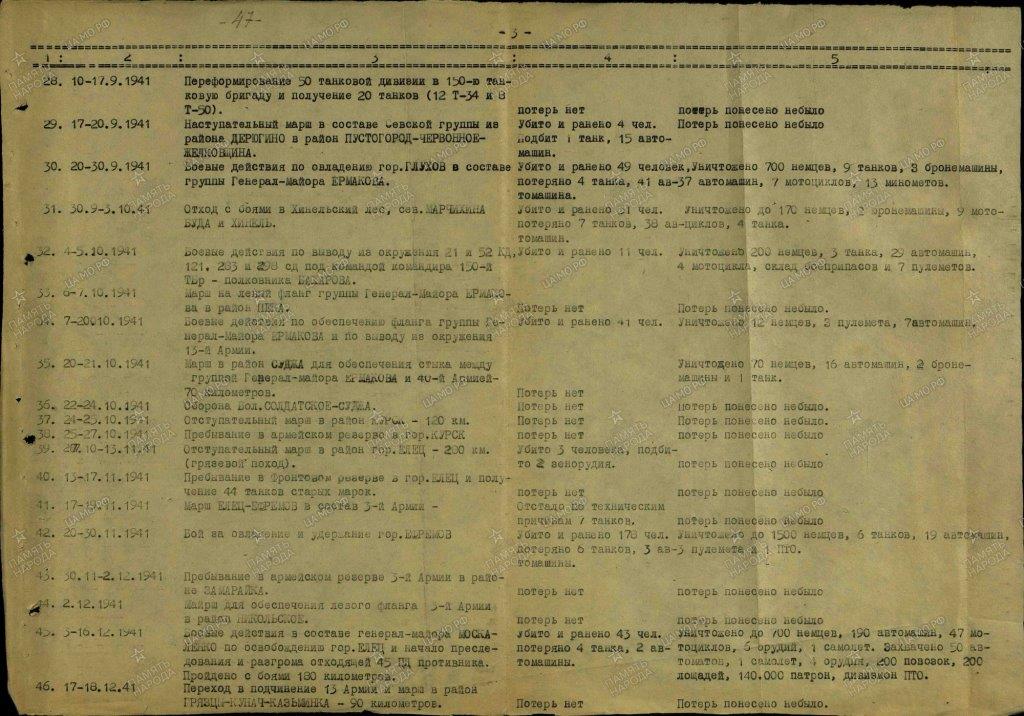 -47-
- 3 -
1 : 2 : 3 : 4 : 5 :
28. 10-17.9.1941 Переформирование 50 танковой дивизии в 150-ю тан-
ковую бригаду и получение 20 танков (12 Т-34 и 8
Т-50). потерь нет потерь понесено небыло
29. 17-20.9.1941 Наступательный марш в составе Севской группы из Убито и ранено 4 чел. Потерь понесено небыло
района ДЕРЮГИНО в район ПУСТОГОРОД-ЧЕРВОННОЕ- Подбит 1 танк, 15 авто-
ЖЕЛКОВЩИНА. машин.
30. 20-30.9.1941 Боевые действия по овладению гор.ГЛУХОВ в составе Убито и ранено 49 человек, Уничтожено 700 немцев, 9 танков, 3 бронемашины,
группы Генерал-Майора ЕРМАКОВА. потеряно 4 танка, 41 ав- 37 автомашин, 7 мотоциклов, 13 минометов.
томашина.
31. 30.9-3.10.41 Отход с боями в Хинельский лес, сев.МАРЧИХИНА Убито и ранено 31 чел. Уничтожено до 170 немцев, 2 бронемашины, 9 мото-
БУДА и ХИНЕЛЬ. потеряно 7 танков, 38 ав- циклов, 4 танка.
томашин.
32. 4-5.10.1941 Боевые действия по выводу из окружения 21 и 52 КД, Убито и ранено 11 чел. Уничтожено 200 немцев, 3 танка, 29 автомашин,
121, 283 и 298 сд под командой командира 150-й 4 мотоцикла, склад боеприпасов и 7 пулеметов.
ТБр - полковника БАХАРОВА.
33. 6-7.10.1941 Марш на левый фланг группы Генерал-Майора ЕРМАКО-
ва в район Потерь нет Потерь понесено небыло.
34. 7-20.10.1941 Боевые действия по обеспечению фланга группы Ге- Убито и ранено 41 чел. Уничтожено 12 немцев, 2 пулемета, 7автомашин.
нерал-Майора ЕРМАКОВА и по выводу из окружения
13-й Армии.
35. 20-21.10.1941 Марш в район СУДЖА для обеспечения стыка между Уничтожено 70 немцев, 16 автомашин, 2 броне-
группой Генерал-майора ЕРМАКОВА и 40-й Армией- машины и 1 танк.
70 километров. Потерь нет
36. 22-24.10.1941 Оборона Бол.СОЛДАТСКОЕ-СУДЖА. Потерь нет Потерь понесено небыло.
37. 24-25.10.1941 Отступательный марш в район КУРСК - 120 км. Потерь нет Потерь понесено небыло.
38. 25-27.10.1941 Пребывание в армейском резерве в гор.КУРСК потерь нет потерь понесено небыло
39. 27.10-13.11.41 Отступательный марш в район гор.ЕЛЕЦ - 200 км. Убито 3 человека, подби-
(грязевой поход). то 2 зенорудия. потерь понесено небыло
40. 13-17.11.1941 Пребывание в фронтовом резерве в гор.ЕЛЕЦ и полу-
чение 44 танков старых марок. потерь нет потерь понесено небыло
41. 17-19.11.1941 Марш ЕЛЕЦ-ЕФРЕМОВ в состав 3-й Армии - Отстало по техническим
причинам 7 танков. потерь понесено небыло
42. 20-30.11.1941 Бой за овладение и удержание гор.ЕФРЕМОВ Убито и ранено 178 чел. Уничтожено до 1500 немцев, 6 танков, 19 автомашин,
Потеряно 6 танков, 3 ав- 3 пулемета и 1 ПТО.
томашины.
43. 30.11-2.12.1941 Пребывание в армейском резерве 3-й Армии в райо-
не ЗАМАРАЙКА. потерь нет потерь понесено небыло
44. 2.12.1941 Майрш для обеспечения левого фланга 3-й Армии
в район НИКОЛЬСКОЕ. потерь нет потерь понесено небыло
45. 3-16.12.1941 Боевые действия в составе генерал-майора МОСКА- Убито и ранено 43 чел. Уничтожено до 700 немцев, 190 автомашин, 47 мо-
ЛЕНКО по освобождению гор.ЕЛЕЦ и начало пресле- потеряно 4 танка, 2 ав- тоциклов, 6 орудий, 1 самолет. Захвачено 50 ав-
дования и разгрома отходящей 45 ПД противника. томашины. томатов, 1 самолет, 4 орудия, 200 повозок, 200
Пройдено с боями 180 километров. лошадей, 140.000 патрон, дивизион ПТО.
46. 17-18.12.41 Переход в подчинение 13 Армии и марш в район
ГРЯЗЦЫ-КУНАЧ-КАЗЬМИНКА - 90 километров. Потерь нет Потерь понесено небыло.